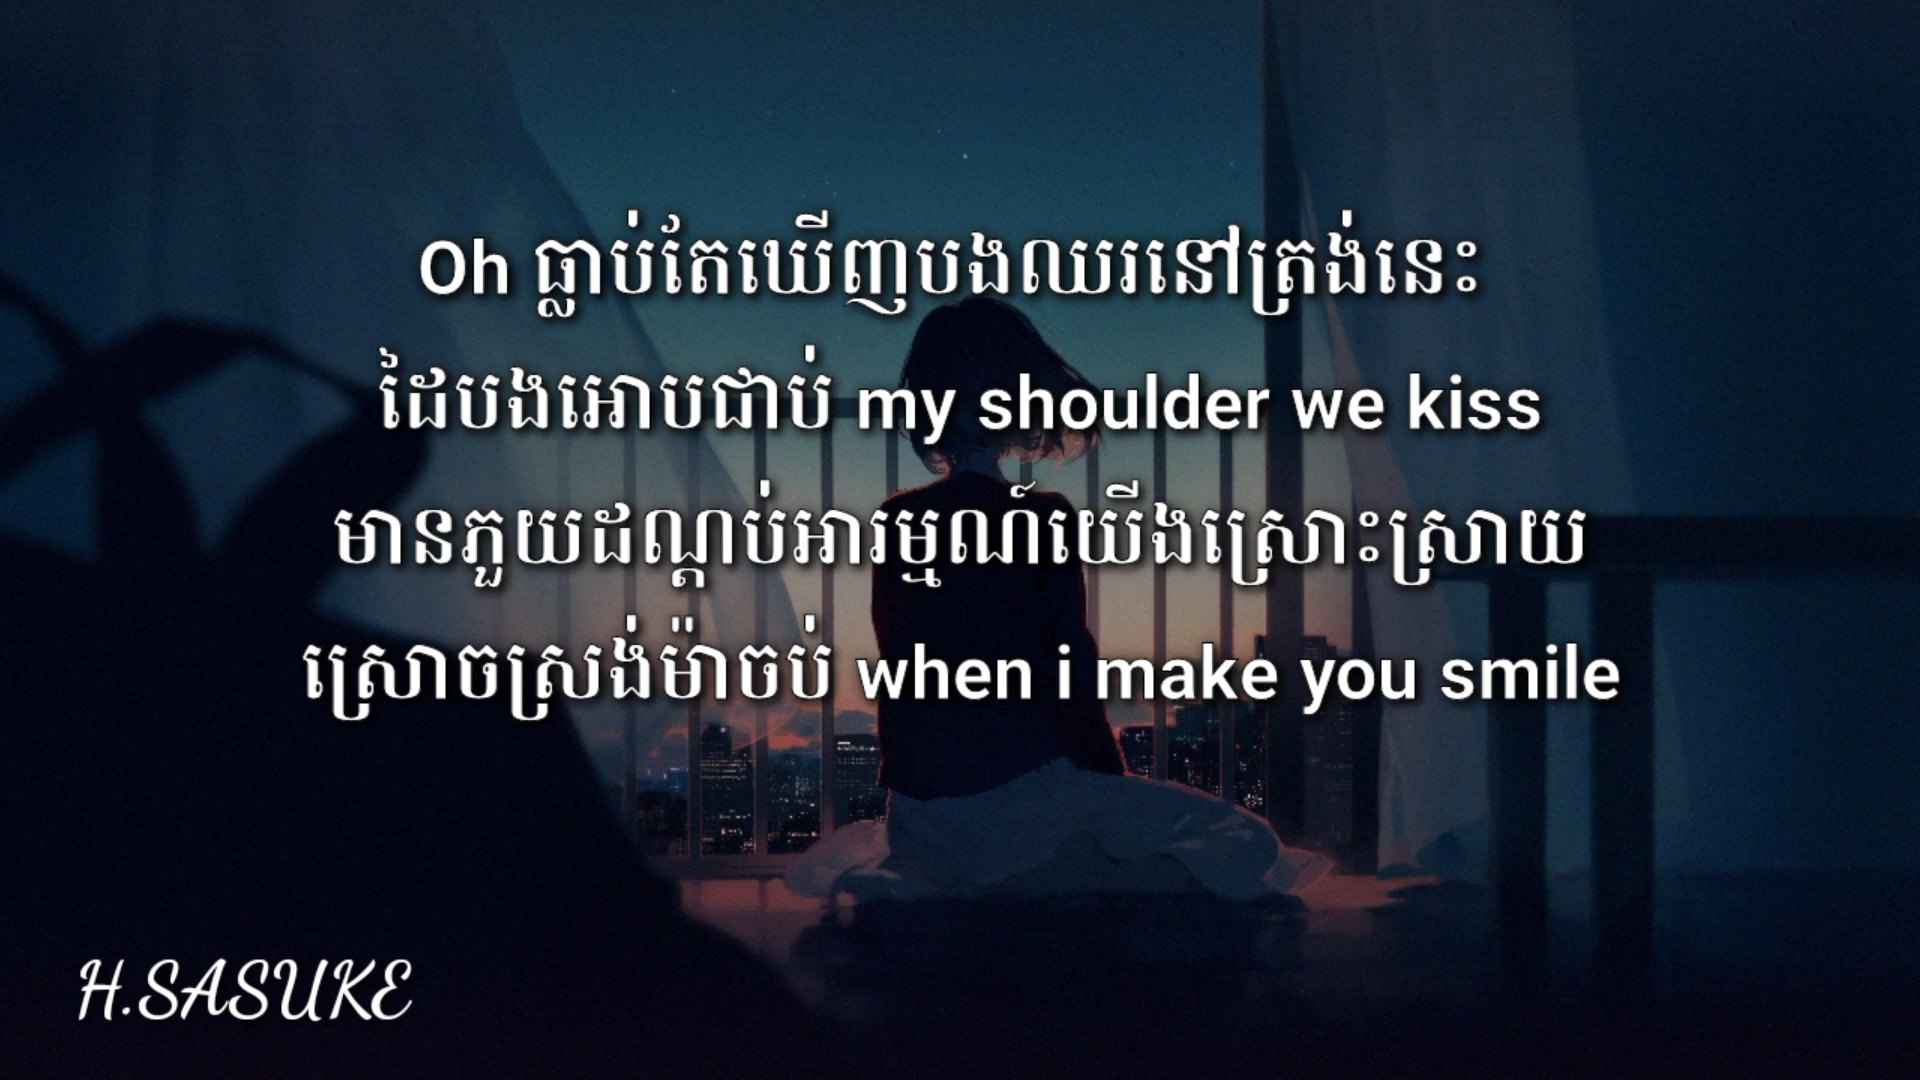 Oh ធ្លាប់តែឃើញបងឈរនៅត្រង់នេះ
ដៃបងអោបជាប់ my shoulder we kiss
មានភួយដណ្តប់អារម្មណ៍យើងស្រោះស្រាយ
ស្រោចស្រង់ម៉ាចប់ when i make you smile
H.SASUKE